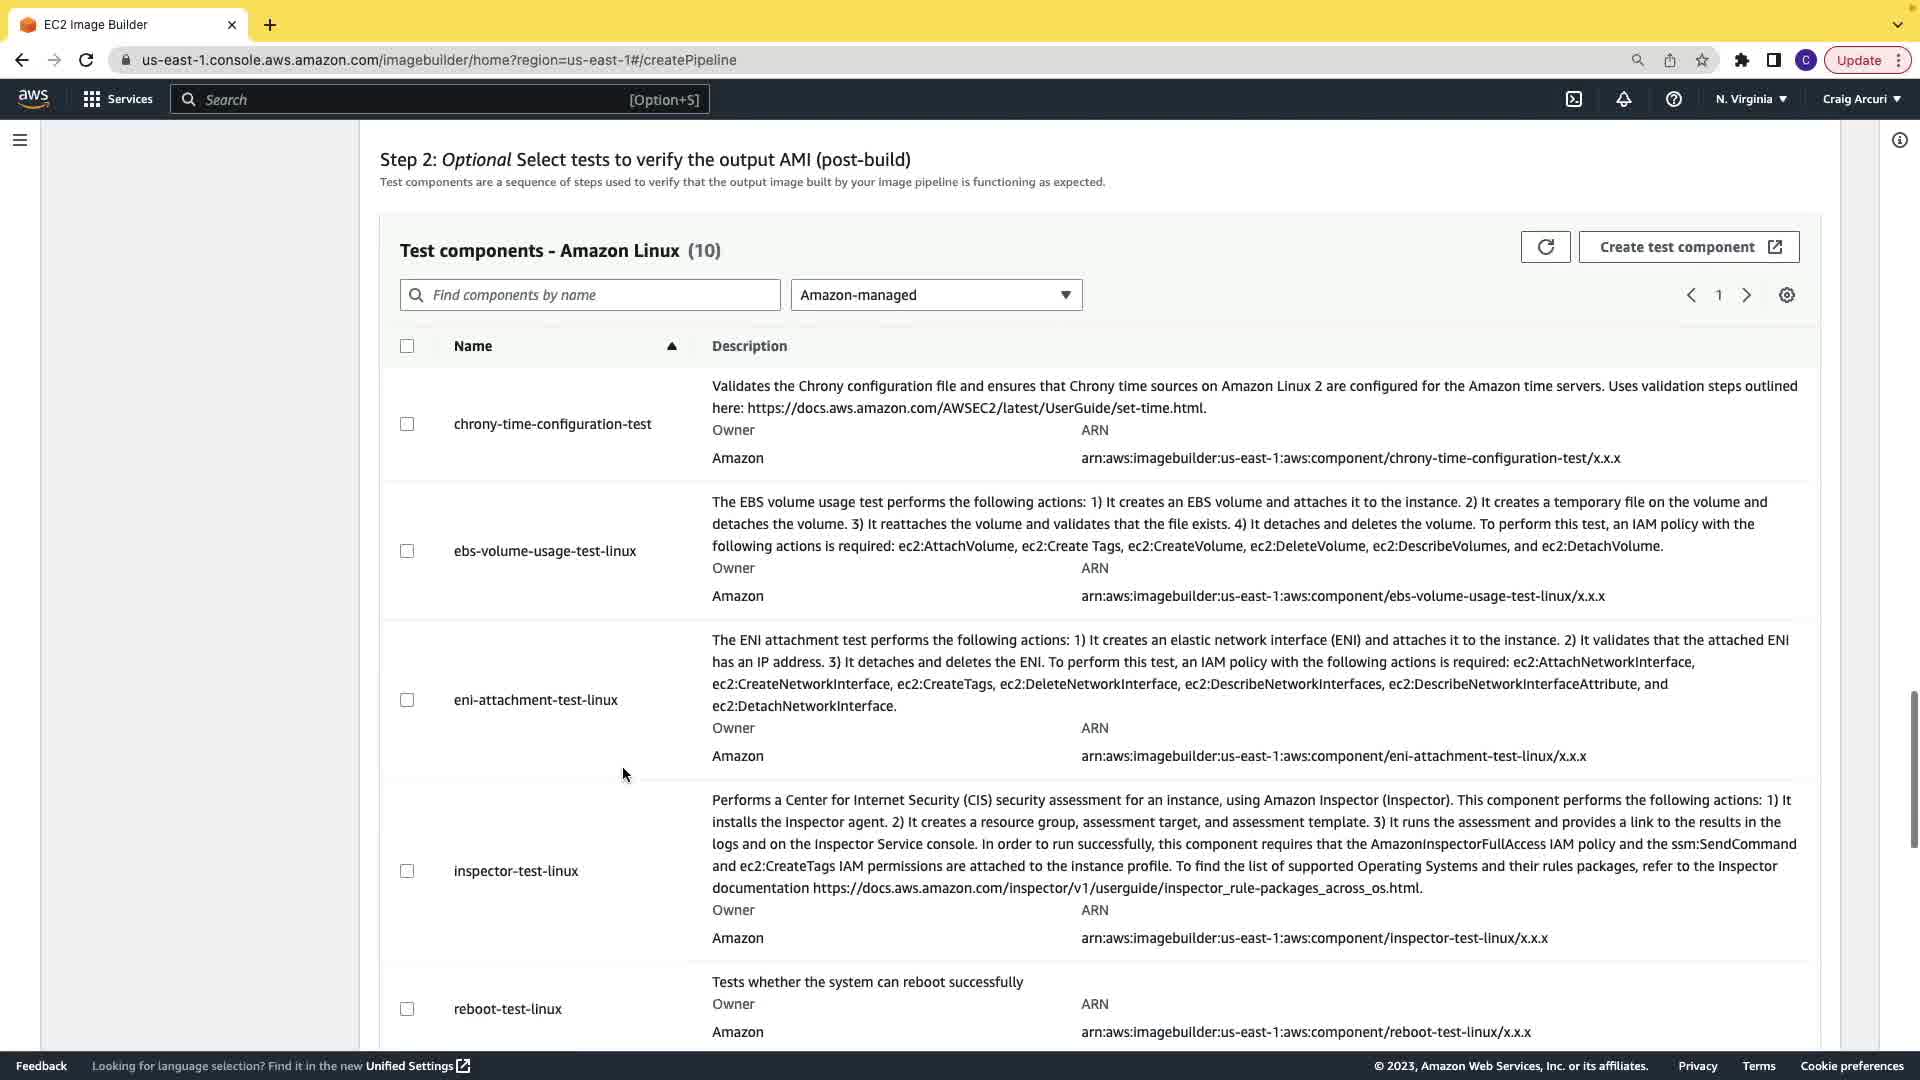 EC2 Image Builder
us-east-1.console.aws.amazon.com/imagebuilder/home?region=us-east-1#/createPipeline
C
Update
aws
Services
Search
[Option+S]
N. Virginia
Craig Arcuri
Step 2: Optional Select tests to verify the output AMI (post-build)
Test components are a sequence of steps used to verify that the output image built by your image pipeline is functioning as expected.
Test components - Amazon Linux (10)
Create test component
Find components by name
Amazon-managed
1
Name
Description
chrony-time-configuration-test
Validates the Chrony configuration file and ensures that Chrony time sources on Amazon Linux 2 are configured for the Amazon time servers. Uses validation steps outlined
here: https://docs.aws.amazon.com/AWSEC2/latest/UserGuide/set-time.html.
Owner
ARN
Amazon
arn:aws:imagebuilder:us-east-1:aws:component/chrony-time-configuration-test/x.x.x
ebs-volume-usage-test-linux
The EBS volume usage test performs the following actions: 1) It creates an EBS volume and attaches it to the instance. 2) It creates a temporary file on the volume and
detaches the volume. 3) It reattaches the volume and validates that the file exists. 4) It detaches and deletes the volume. To perform this test, an IAM policy with the
following actions is required: ec2:AttachVolume, ec2:Create Tags, ec2:CreateVolume, ec2:DeleteVolume, ec2:DescribeVolumes, and ec2:DetachVolume.
Owner
ARN
Amazon
arn:aws:imagebuilder:us-east-1:aws:component/ebs-volume-usage-test-linux/x.x.x
eni-attachment-test-linux
The ENI attachment test performs the following actions: 1) It creates an elastic network interface (ENI) and attaches it to the instance. 2) It validates that the attached ENI
has an IP address. 3) It detaches and deletes the ENI. To perform this test, an IAM policy with the following actions is required: ec2:AttachNetworkInterface,
ec2:CreateNetworkInterface, ec2:CreateTags, ec2:DeleteNetworkInterface, ec2:DescribeNetworkInterfaces, ec2:DescribeNetworkInterfaceAttribute, and
ec2:DetachNetworkInterface.
Owner
ARN
Amazon
arn:aws:imagebuilder:us-east-1:aws:component/eni-attachment-test-linux/x.x.x
inspector-test-linux
Performs a Center for Internet Security (CIS) security assessment for an instance, using Amazon Inspector (Inspector). This component performs the following actions: 1) It
installs the Inspector agent. 2) It creates a resource group, assessment target, and assessment template. 3) It runs the assessment and provides a link to the results in the
logs and on the Inspector Service console. In order to run successfully, this component requires that the AmazonInspectorFullAccess IAM policy and the ssm:SendCommand
and ec2:CreateTags IAM permissions are attached to the instance profile. To find the list of supported Operating Systems and their rules packages, refer to the Inspector
documentation https://docs.aws.amazon.com/inspector/v1/userguide/inspector_rule-packages_across_os.html.
Owner
ARN
Amazon
arn:aws:imagebuilder:us-east-1:aws:component/inspector-test-linux/x.x.x
reboot-test-linux
Tests whether the system can reboot successfully
Owner
ARN
Amazon
arn:aws:imagebuilder:us-east-1:aws:component/reboot-test-linux/x.x.x
Feedback
Looking for language selection? Find it in the new Unified Settings
© 2023, Amazon Web Services, Inc. or its affiliates.
Privacy
Terms
Cookie preferences